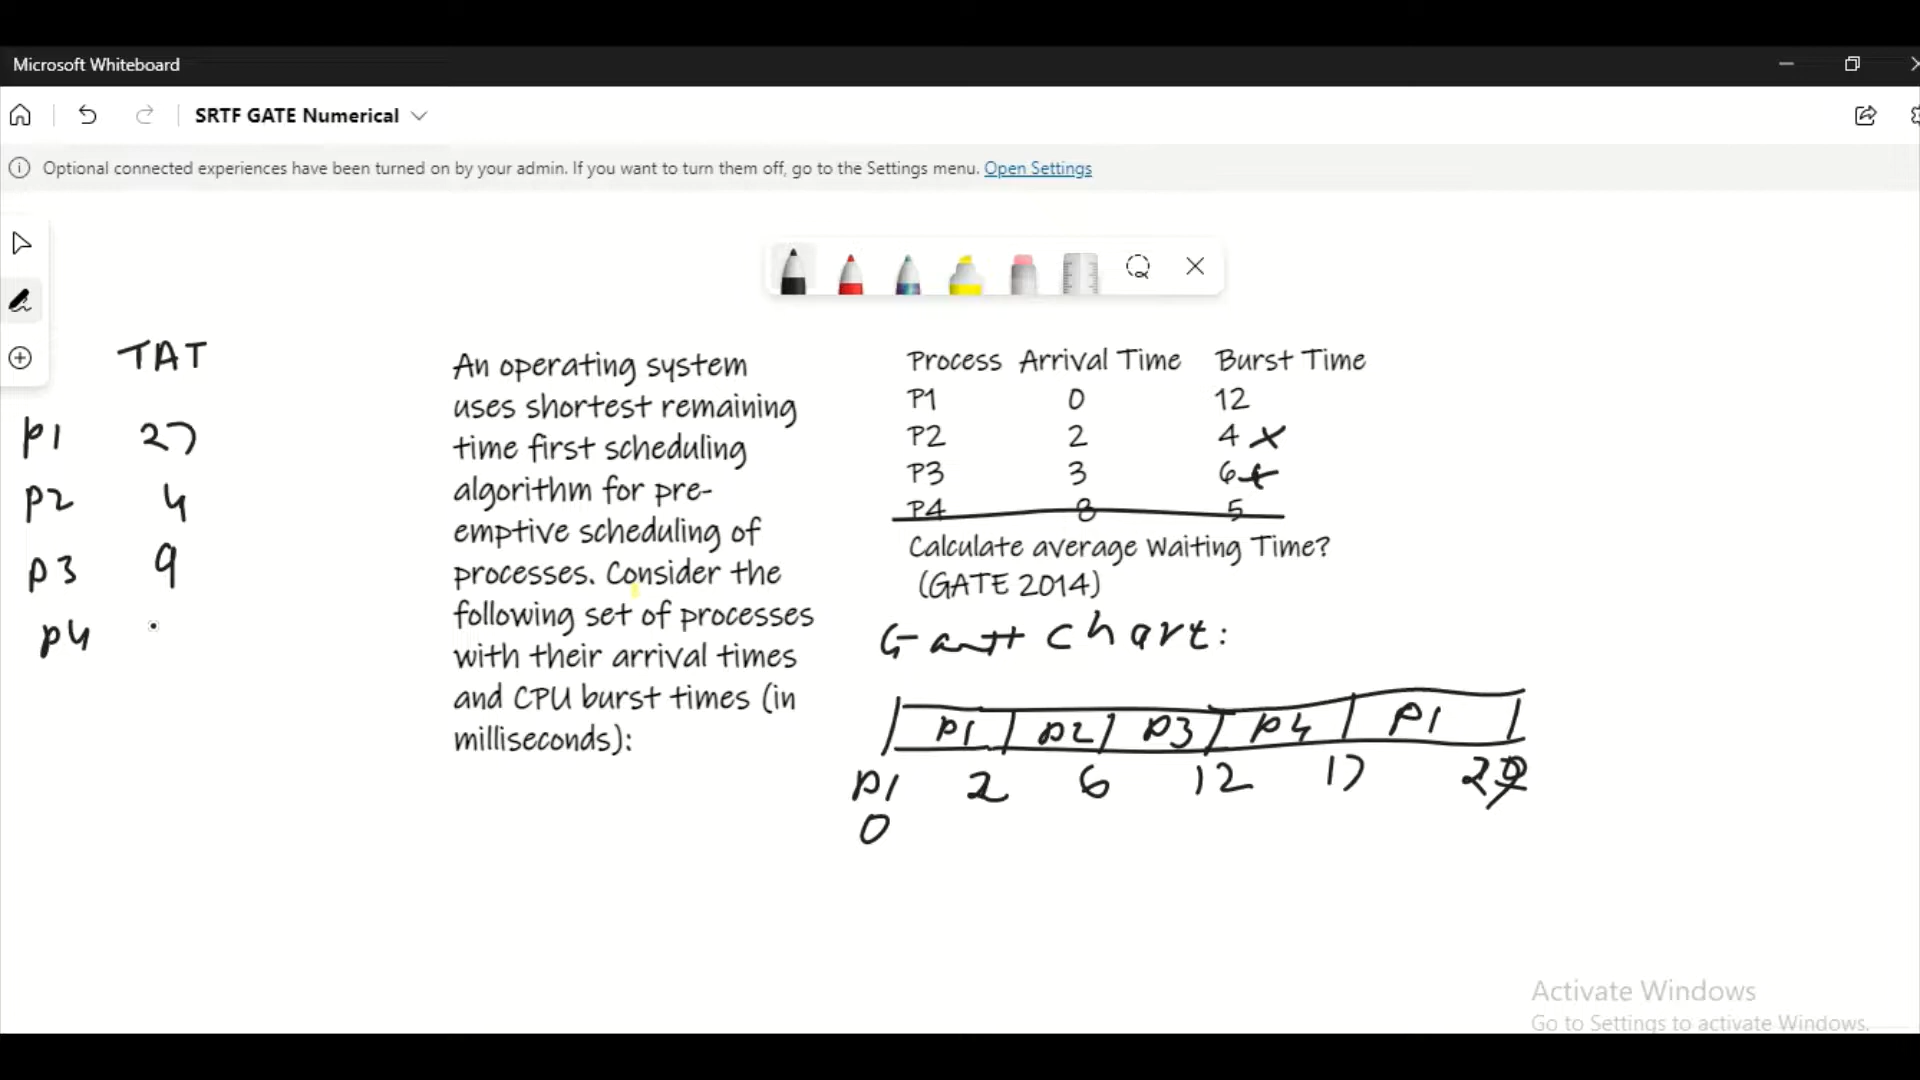 Microsoft Whiteboard
SRTF GATE Numerical
Optional connected experiences have been turned on by your admin. If you want to turn them off, go to the Settings menu. Open Settings
TAT
P1 27
P2 4
P3 9
P4
An operating system
uses shortest remaining
time first scheduling
algorithm for pre-
emptive scheduling of
processes. Consider the
following set of processes
with their arrival times
and CPU burst times (in
milliseconds):
Process Arrival Time Burst Time
P1 0 12
P2 2 4 x
P3 3 6 x
P4 8 5
Calculate average Waiting Time?
(GATE 2014)
Gantt Chart:
P1 P2 P3 P4 P1
P1 2 6 12 17
0
Activate Windows
Go to Settings to activate Windows.